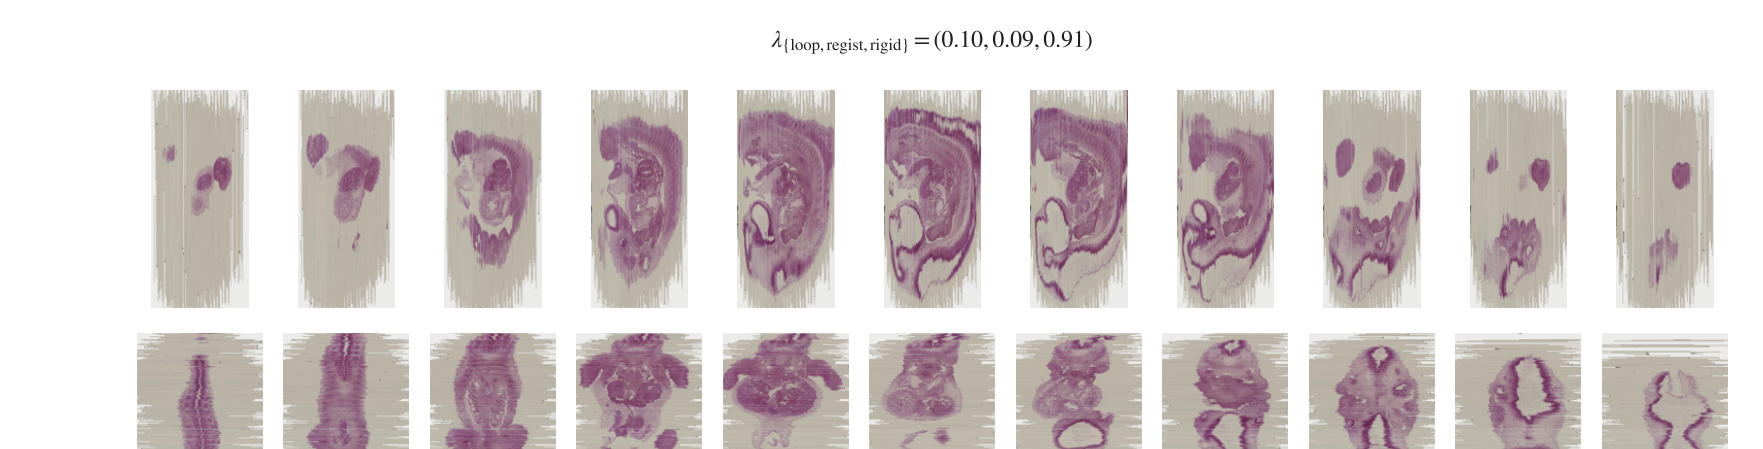 λ{loop, regist, rigid} = (0.10, 0.09, 0.91)